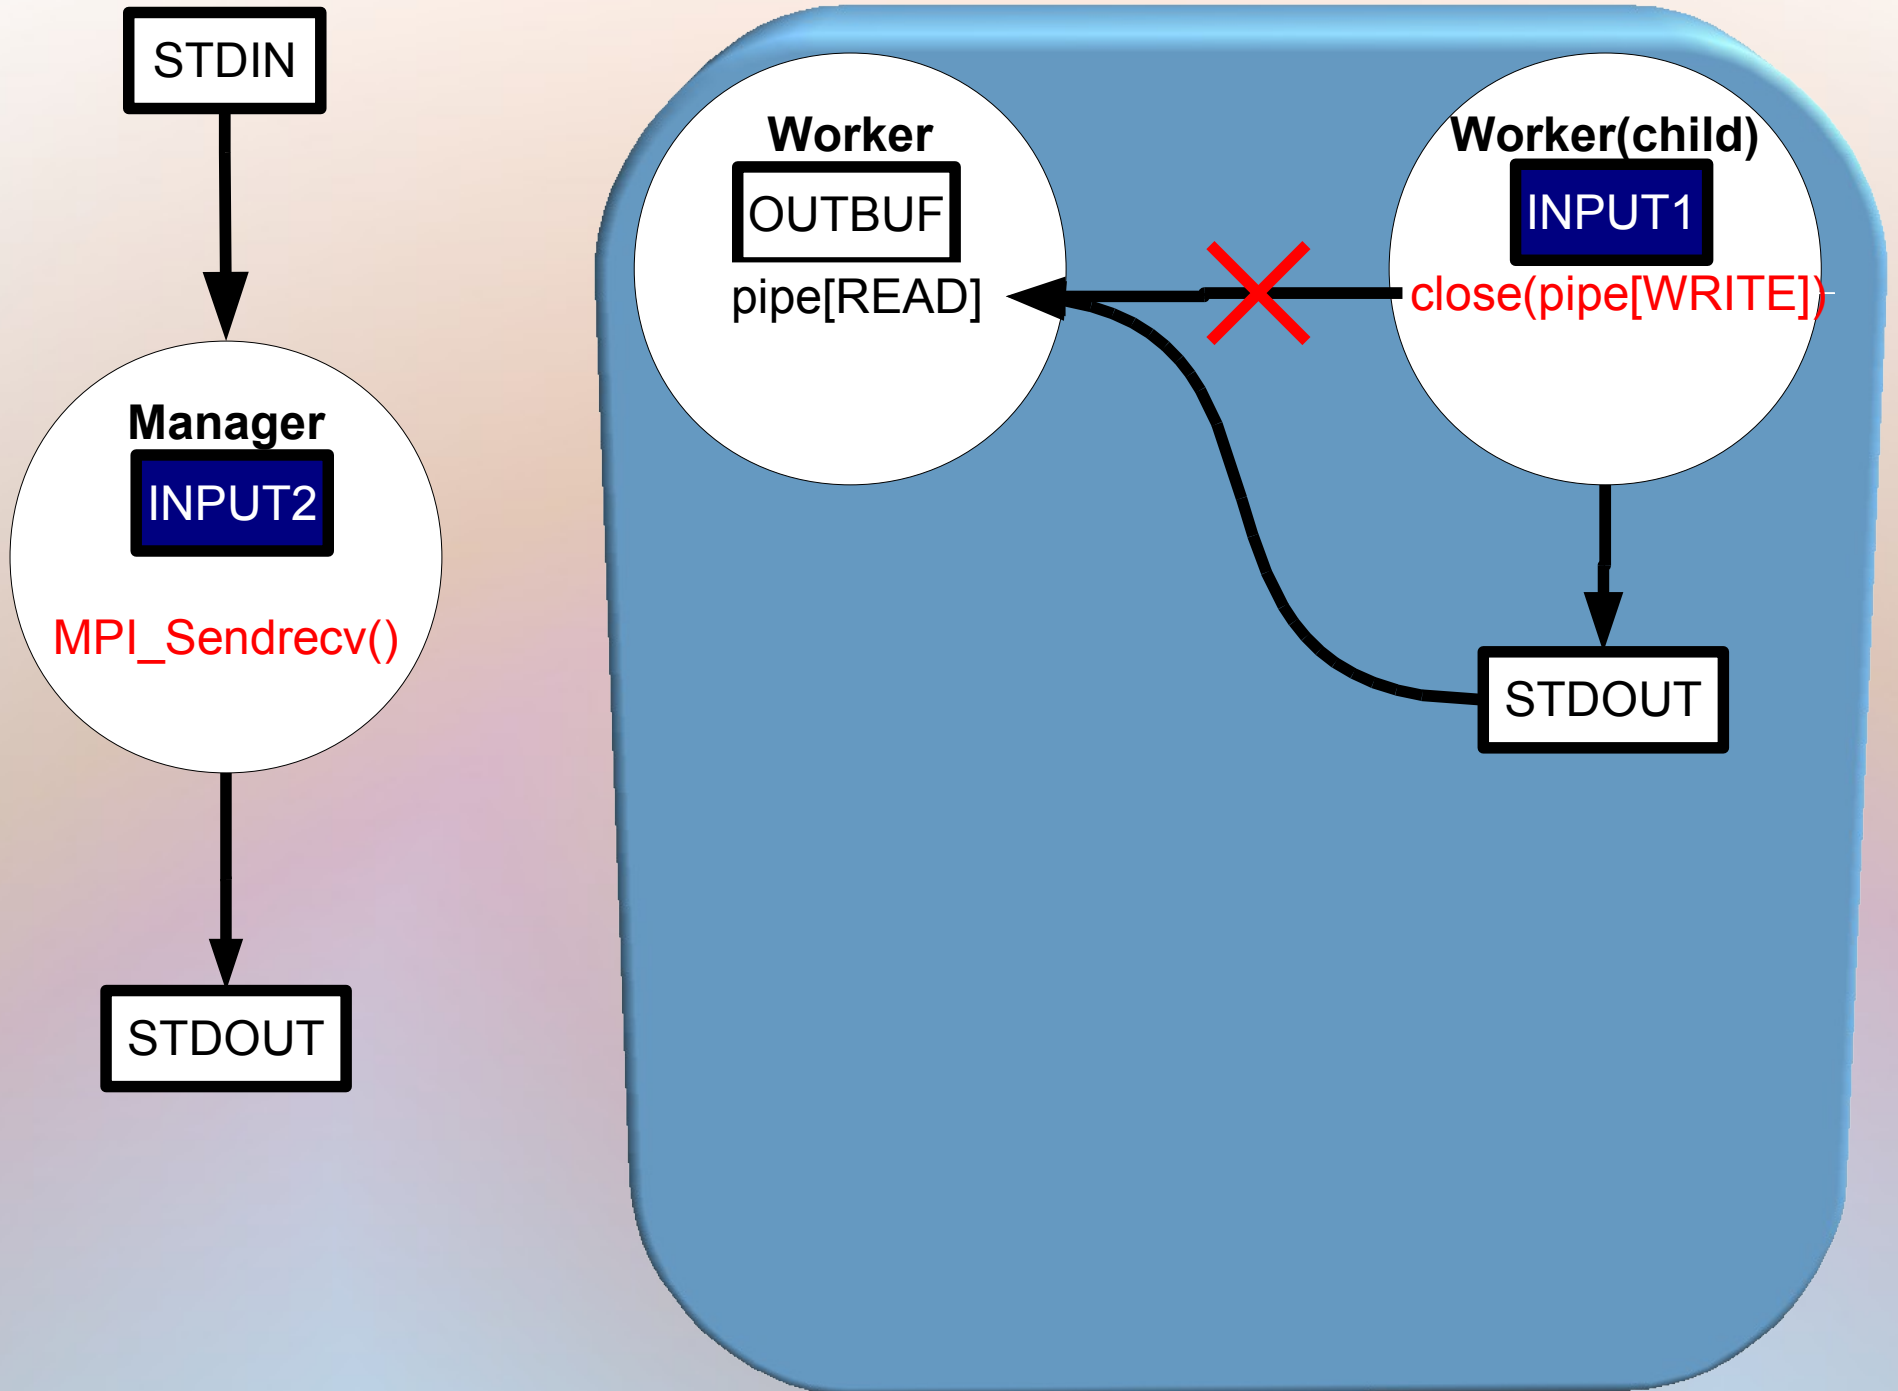 STDIN
Manager
INPUT2
MPI_Sendrecv()
STDOUT
Worker
OUTBUF
pipe[READ]
Worker(child)
INPUT1
close(pipe[WRITE])
STDOUT